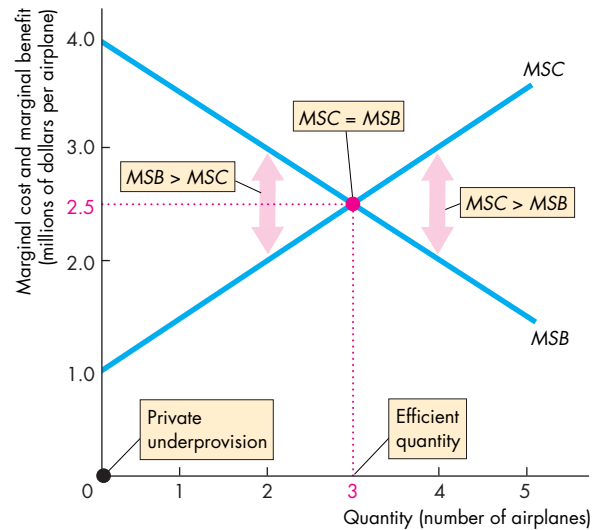 Marginal cost and marginal benefit
(millions of dollars per airplane)
4.0
3.0
2.5
2.0
1.0
0
MSC
MSC = MSB
MSB > MSC
MSC > MSB
MSB
Private
underprovision
Efficient
quantity
1
2
3
4
5
Quantity (number of airplanes)